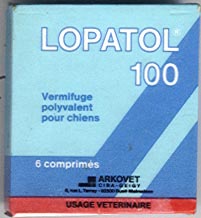 LOPATOL®
100
Vermifuge
polyvalent
pour chiens
6 comprimés
ARKOVET
CIBA-GEIGY
USAGE VETERINAIRE